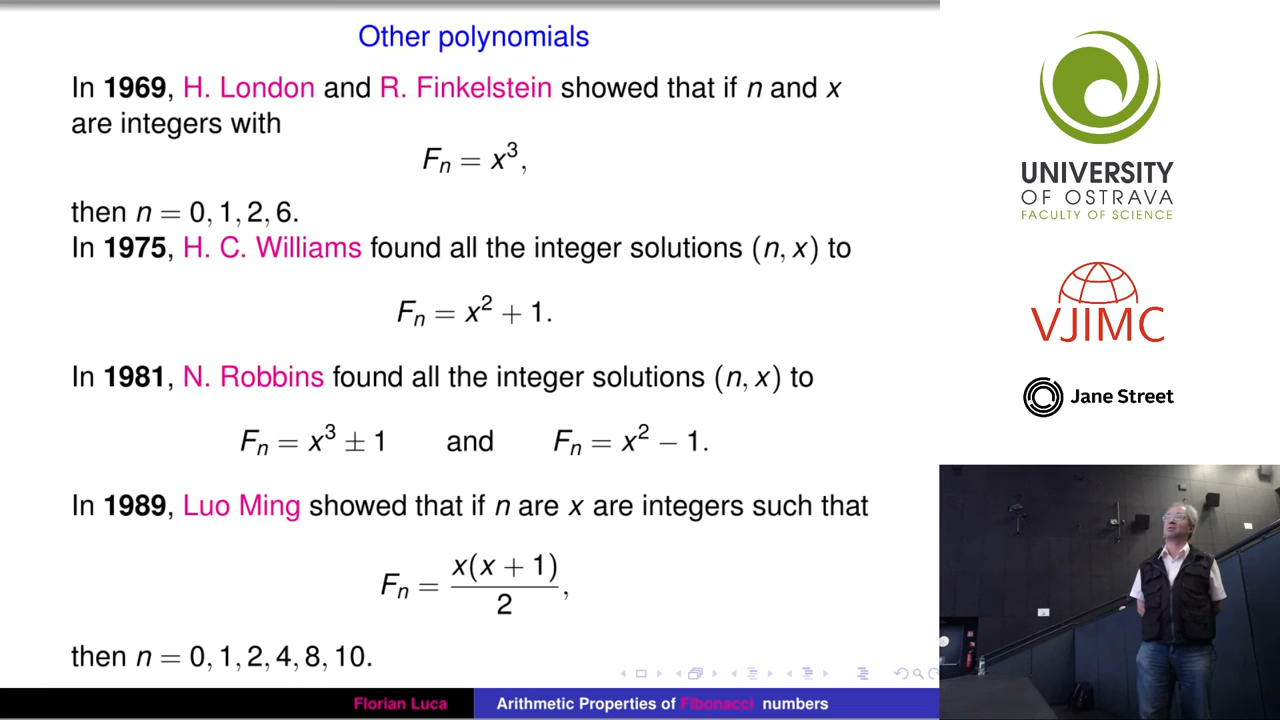 Other polynomials
In 1969, H. London and R. Finkelstein showed that if n and x
are integers with
Fₙ = x³,
then n = 0, 1, 2, 6.
In 1975, H. C. Williams found all the integer solutions (n, x) to
Fₙ = x² + 1.
In 1981, N. Robbins found all the integer solutions (n, x) to
Fₙ = x³ ± 1 and Fₙ = x² − 1.
In 1989, Luo Ming showed that if n are x are integers such that
Fₙ = x(x + 1)/2,
then n = 0, 1, 2, 4, 8, 10.
Florian Luca Arithmetic Properties of Fibonacci numbers
UNIVERSITY
OF OSTRAVA
FACULTY OF SCIENCE
VJIMC
Jane Street